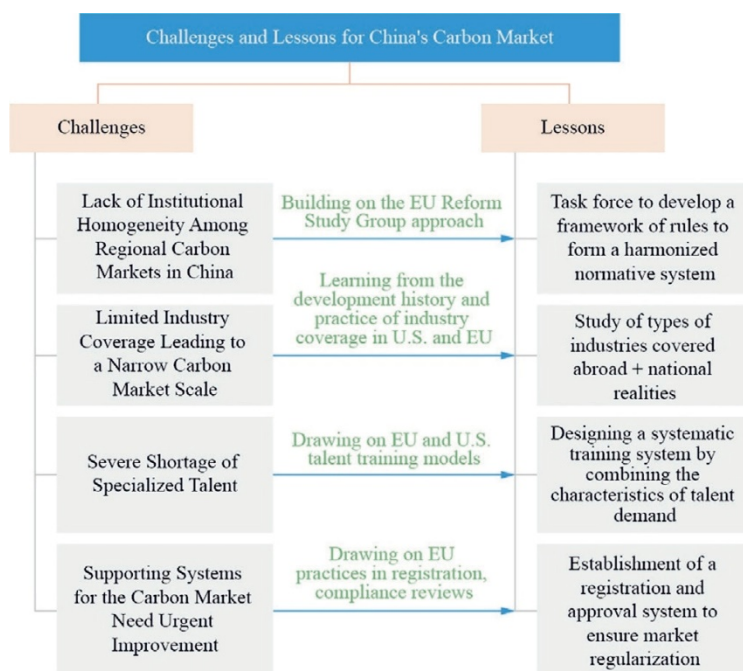 Challenges and Lessons for China's Carbon Market
Challenges
Lessons
Lack of Institutional
Homogeneity Among
Regional Carbon
Markets in China
Building on the EU Reform
Study Group approach
Task force to develop a
framework of rules to
form a harmonized
normative system
Limited Industry
Coverage Leading to
a Narrow Carbon
Market Scale
Learning from the
development history and
practice of industry
coverage in U.S. and EU
Study of types of
industries covered
abroad + national
realities
Severe Shortage of
Specialized Talent
Drawing on EU and U.S.
talent training models
Designing a systematic
training system by
combining the
characteristics of talent
demand
Supporting Systems
for the Carbon Market
Need Urgent
Improvement
Drawing on EU
practices in registration,
compliance reviews
Establishment of a
registration and
approval system to
ensure market
regularization